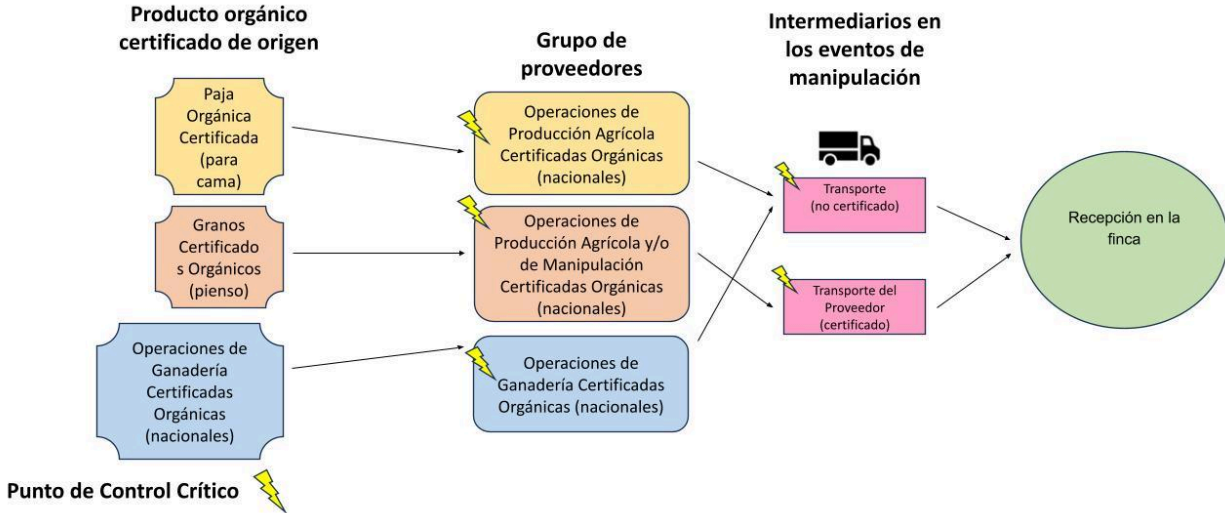 Producto orgánico
certificado de origen
Paja
Orgánica
Certificada
(para
cama)
Granos
Certificado
s Orgánicos
(pienso)
Operaciones de
Ganadería
Certificadas
Orgánicas
(nacionales)
Grupo de
proveedores
Operaciones de
Producción Agrícola
Certificadas Orgánicas
(nacionales)
Operaciones de
Producción Agrícola y/o
de Manipulación
Certificadas Orgánicas
(nacionales)
Operaciones de
Ganadería Certificadas
Orgánicas (nacionales)
Intermediarios en
los eventos de
manipulación
Transporte
(no certificado)
Transporte del
Proveedor
(certificado)
Recepción en la
finca
Punto de Control Crítico